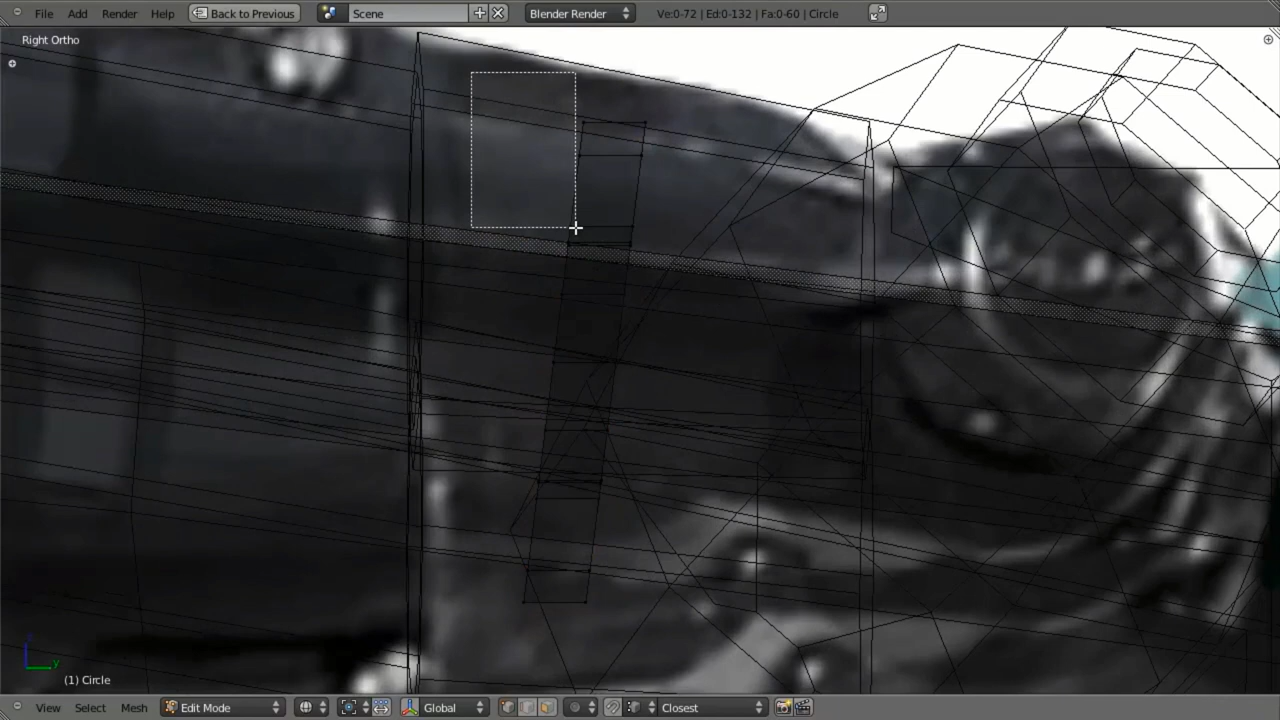 File Add Render Help Back to Previous Scene Blender Render Ve:0-72 | Ed:0-132 | Fa:0-60 | Circle
Right Ortho
y
(1) Circle
View Select Mesh Edit Mode Global Closest